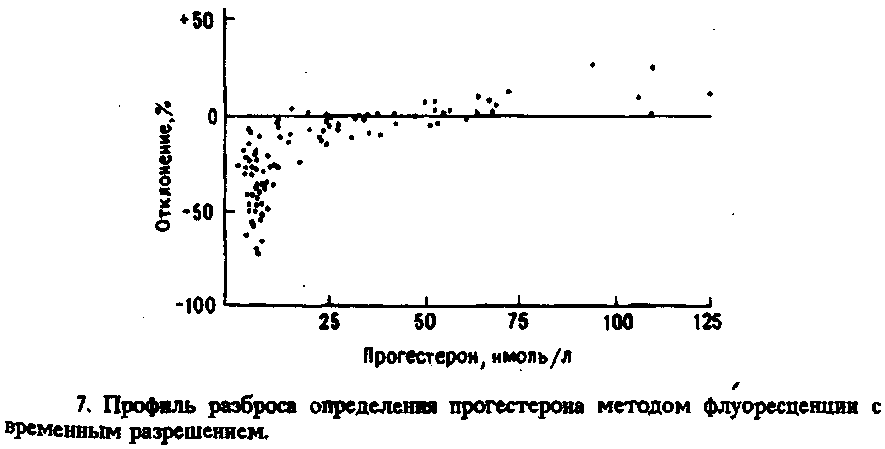 +50
0
-50
-100
Отклонение, %
25 50 75 100 125
Прогестерон, нмоль/л
7. Профиль разброса определения прогестерона методом флуоресценции с
временным разрешением.